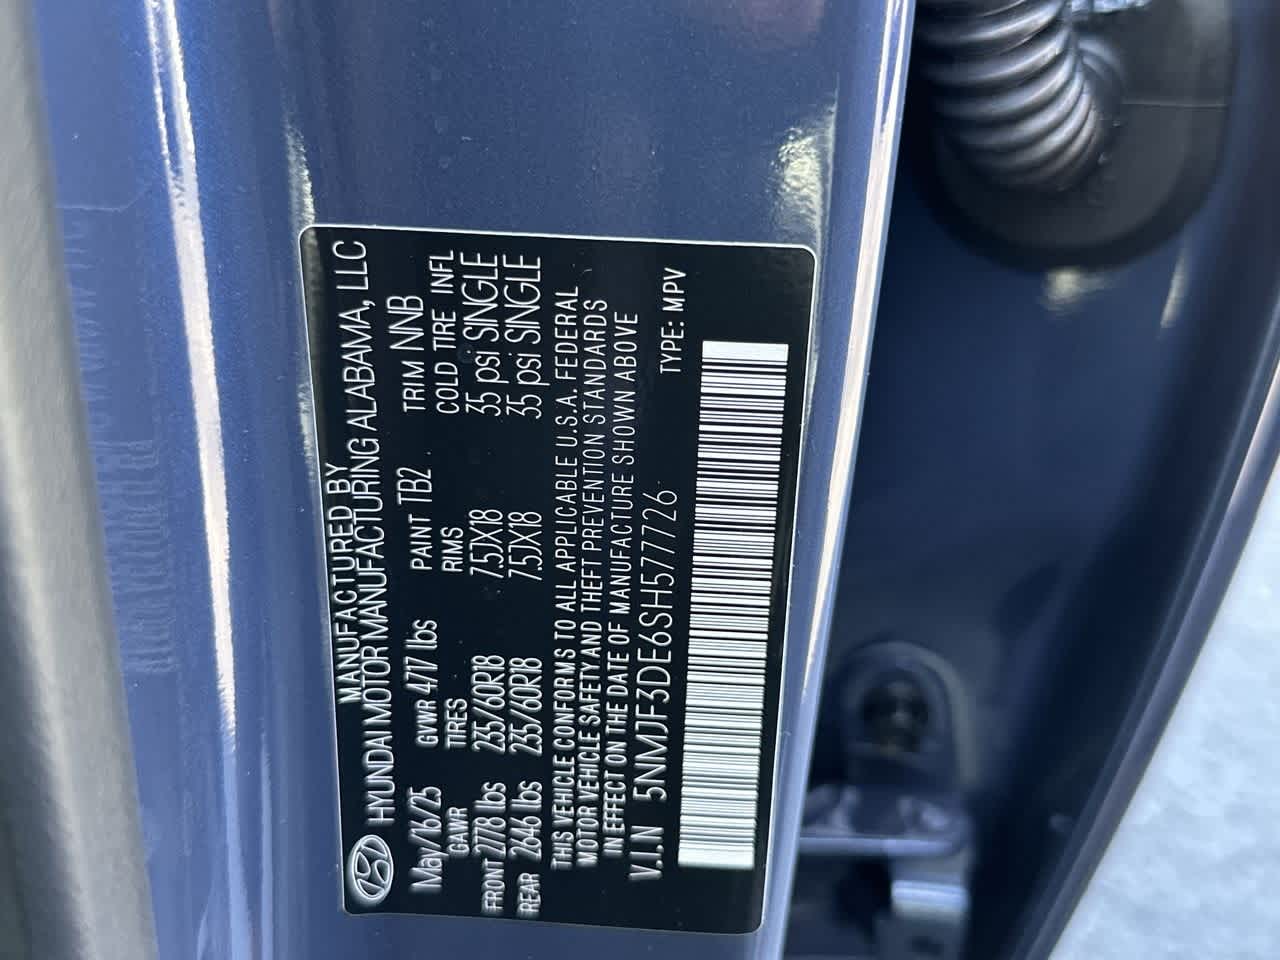 MANUFACTURED BY
HYUNDAI MOTOR MANUFACTURING ALABAMA, LLC
May/16/25 GVWR 4717 lbs PAINT TB2 TRIM NNB
GAWR TIRES RIMS COLD TIRE INFL
FRONT 2778 lbs 235/60R18 7.5JX18 35 psi SINGLE
REAR 2646 lbs 235/60R18 7.5JX18 35 psi SINGLE
THIS VEHICLE CONFORMS TO ALL APPLICABLE U.S.A. FEDERAL
MOTOR VEHICLE SAFETY AND THEFT PREVENTION STANDARDS
IN EFFECT ON THE DATE OF MANUFACTURE SHOWN ABOVE
V.I.N 5NMJF3DE6SH577726 TYPE: MPV